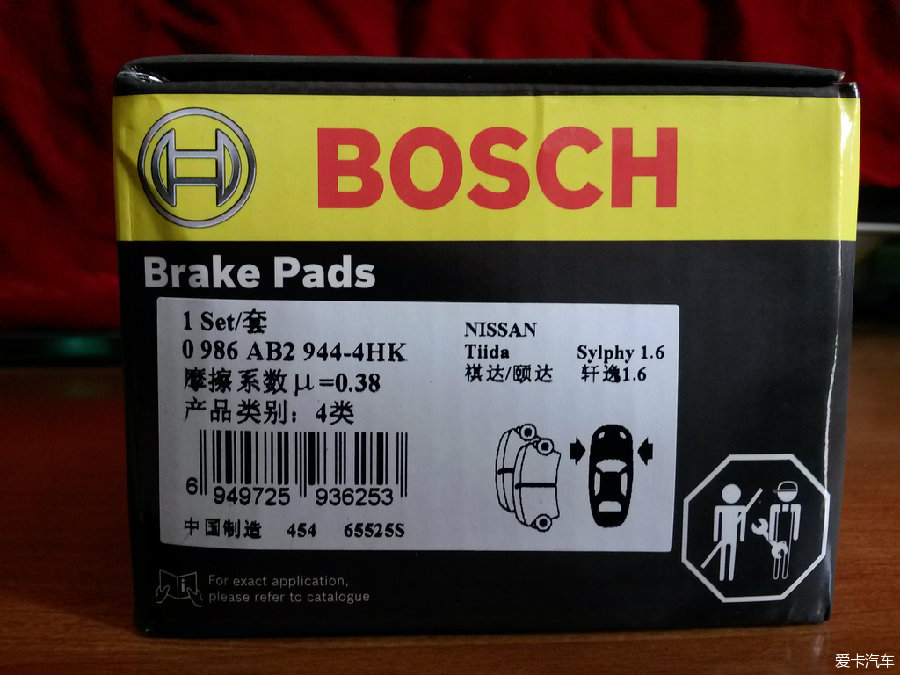 BOSCH
Brake Pads
1 Set/套
0 986 AB2 944-4HK
摩擦系数μ=0.38
产品类别：4类
6 949725 936253
中国制造 454 65525S
NISSAN
Tiida Sylphy 1.6
棋达/颐达 轩逸1.6
For exact application,
please refer to catalogue
爱卡汽车